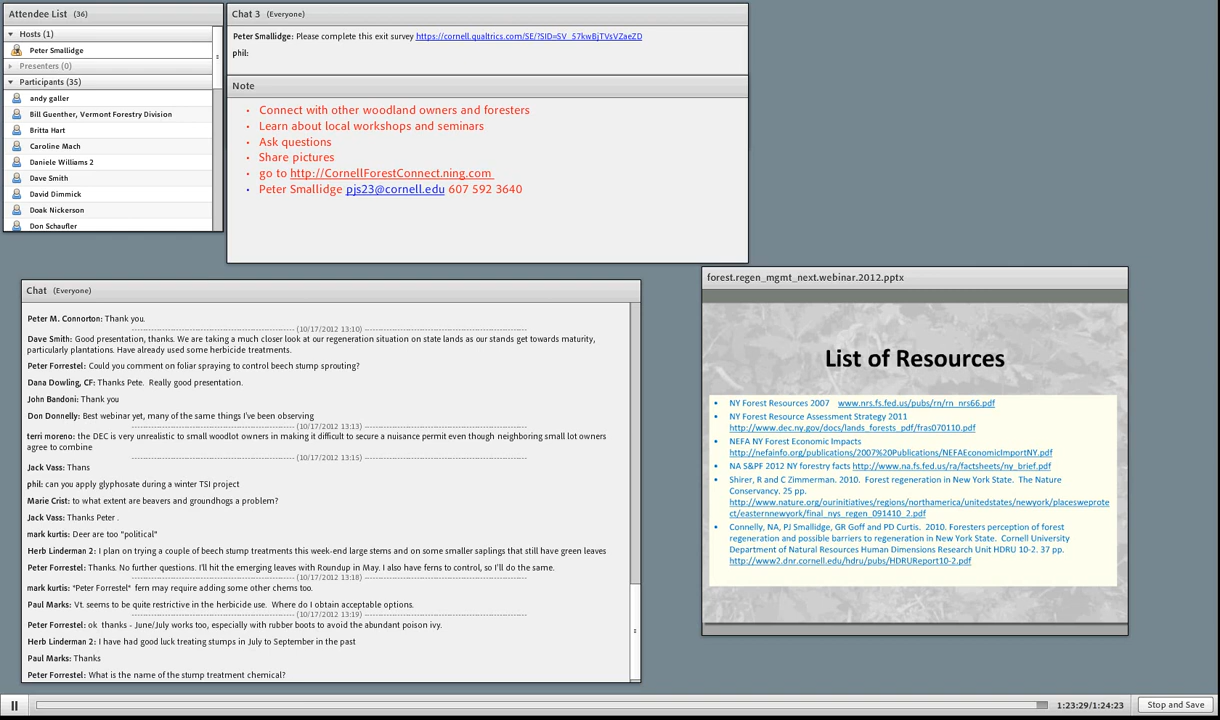 Attendee List (36)
Hosts (1)
Peter Smallidge
Presenters (0)
Participants (35)
andy galler
Bill Guenther, Vermont Forestry Division
Britta Hart
Caroline Mach
Daniele Williams 2
Dave Smith
David Dimmick
Doak Nickerson
Don Schaufler
Chat 3 (Everyone)
Peter Smallidge: Please complete this exit survey https://cornell.qualtrics.com/SE/?SID=SV_57kwBjTVsVZaeZD
phil:
Note
• Connect with other woodland owners and foresters
• Learn about local workshops and seminars
• Ask questions
• Share pictures
• go to http://CornellForestConnect.ning.com
• Peter Smallidge pjs23@cornell.edu 607 592 3640
Chat (Everyone)
Peter M. Connorton: Thank you.
(10/17/2012 13:10)
Dave Smith: Good presentation, thanks. We are taking a much closer look at our regeneration situation on state lands as our stands get towards maturity,
particularly plantations. Have already used some herbicide treatments.
Peter Forrestel: Could you comment on foliar spraying to control beech stump sprouting?
Dana Dowling, CF: Thanks Pete. Really good presentation.
John Bandoni: Thank you
Don Donnelly: Best webinar yet, many of the same things I've been observing
(10/17/2012 13:13)
terri moreno: the DEC is very unrealistic to small woodlot owners in making it difficult to secure a nuisance permit even though neighboring small lot owners
agree to combine
(10/17/2012 13:15)
Jack Vass: Thans
phil: can you apply glyphosate during a winter TSI project
Marie Crist: to what extent are beavers and groundhogs a problem?
Jack Vass: Thanks Peter .
mark kurtis: Deer are too "political"
Herb Linderman 2: I plan on trying a couple of beech stump treatments this week-end large stems and on some smaller saplings that still have green leaves
Peter Forrestel: Thanks. No further questions. I'll hit the emerging leaves with Roundup in May. I also have ferns to control, so I'll do the same.
(10/17/2012 13:18)
mark kurtis: "Peter Forrestel" fern may require adding some other chems too.
Paul Marks: Vt. seems to be quite restrictive in the herbicide use. Where do I obtain acceptable options.
(10/17/2012 13:19)
Peter Forrestel: ok thanks - June/July works too, especially with rubber boots to avoid the abundant poison ivy.
Herb Linderman 2: I have had good luck treating stumps in July to September in the past
Paul Marks: Thanks
Peter Forrestel: What is the name of the stump treatment chemical?
forest.regen_mgmt_next.webinar.2012.pptx
List of Resources
• NY Forest Resources 2007 www.nrs.fs.fed.us/pubs/rn/rn_nrs66.pdf
• NY Forest Resource Assessment Strategy 2011
http://www.dec.ny.gov/docs/lands_forests_pdf/fras070110.pdf
• NEFA NY Forest Economic Impacts
http://nefainfo.org/publications/2007%20Publications/NEFAEconomicImportNY.pdf
• NA S&PF 2012 NY forestry facts http://www.na.fs.fed.us/ra/factsheets/ny_brief.pdf
• Shirer, R and C Zimmerman. 2010. Forest regeneration in New York State. The Nature
Conservancy. 25 pp.
http://www.nature.org/ourinitiatives/regions/northamerica/unitedstates/newyork/placesweprote
ct/easternnewyork/final_nys_regen_091410_2.pdf
• Connelly, NA, PJ Smallidge, GR Goff and PD Curtis. 2010. Foresters perception of forest
regeneration and possible barriers to regeneration in New York State. Cornell University
Department of Natural Resources Human Dimensions Research Unit HDRU 10-2. 37 pp.
http://www2.dnr.cornell.edu/hdru/pubs/HDRUReport10-2.pdf
1:23:29/1:24:23
Stop and Save